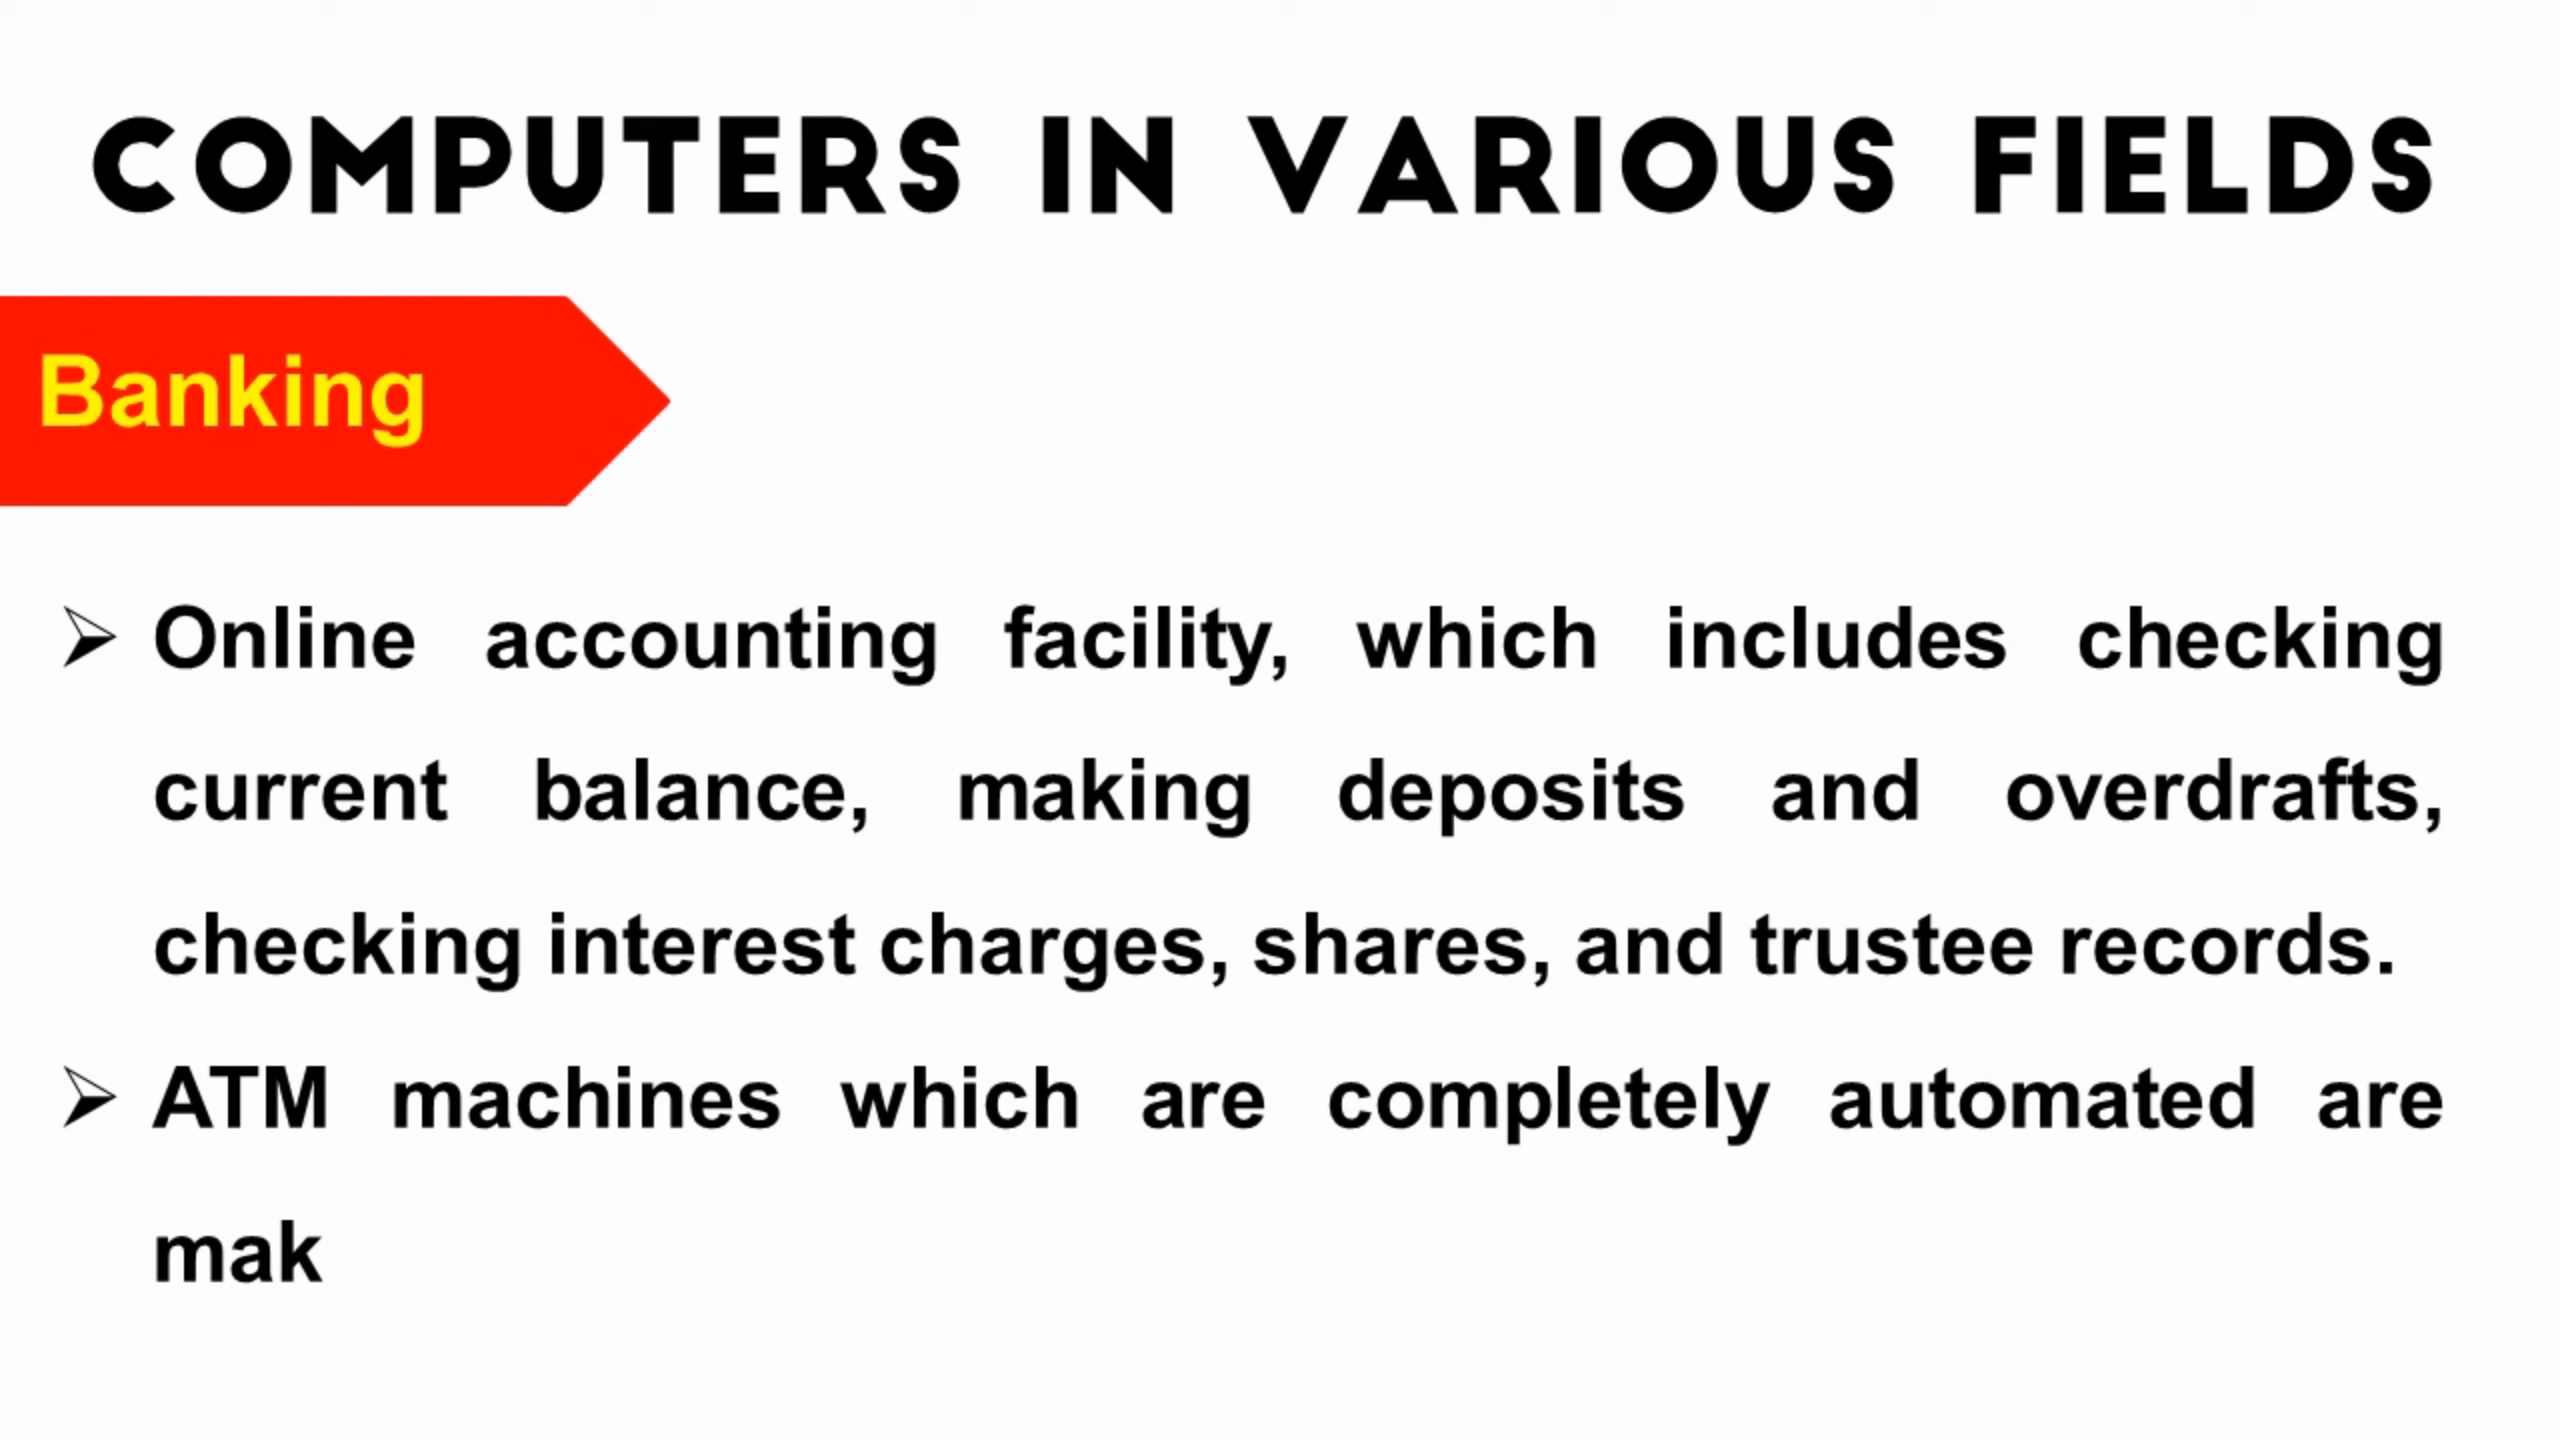 COMPUTERS IN VARIOUS FIELDS
Banking
➢ Online accounting facility, which includes checking
current balance, making deposits and overdrafts,
checking interest charges, shares, and trustee records.
➢ ATM machines which are completely automated are
mak